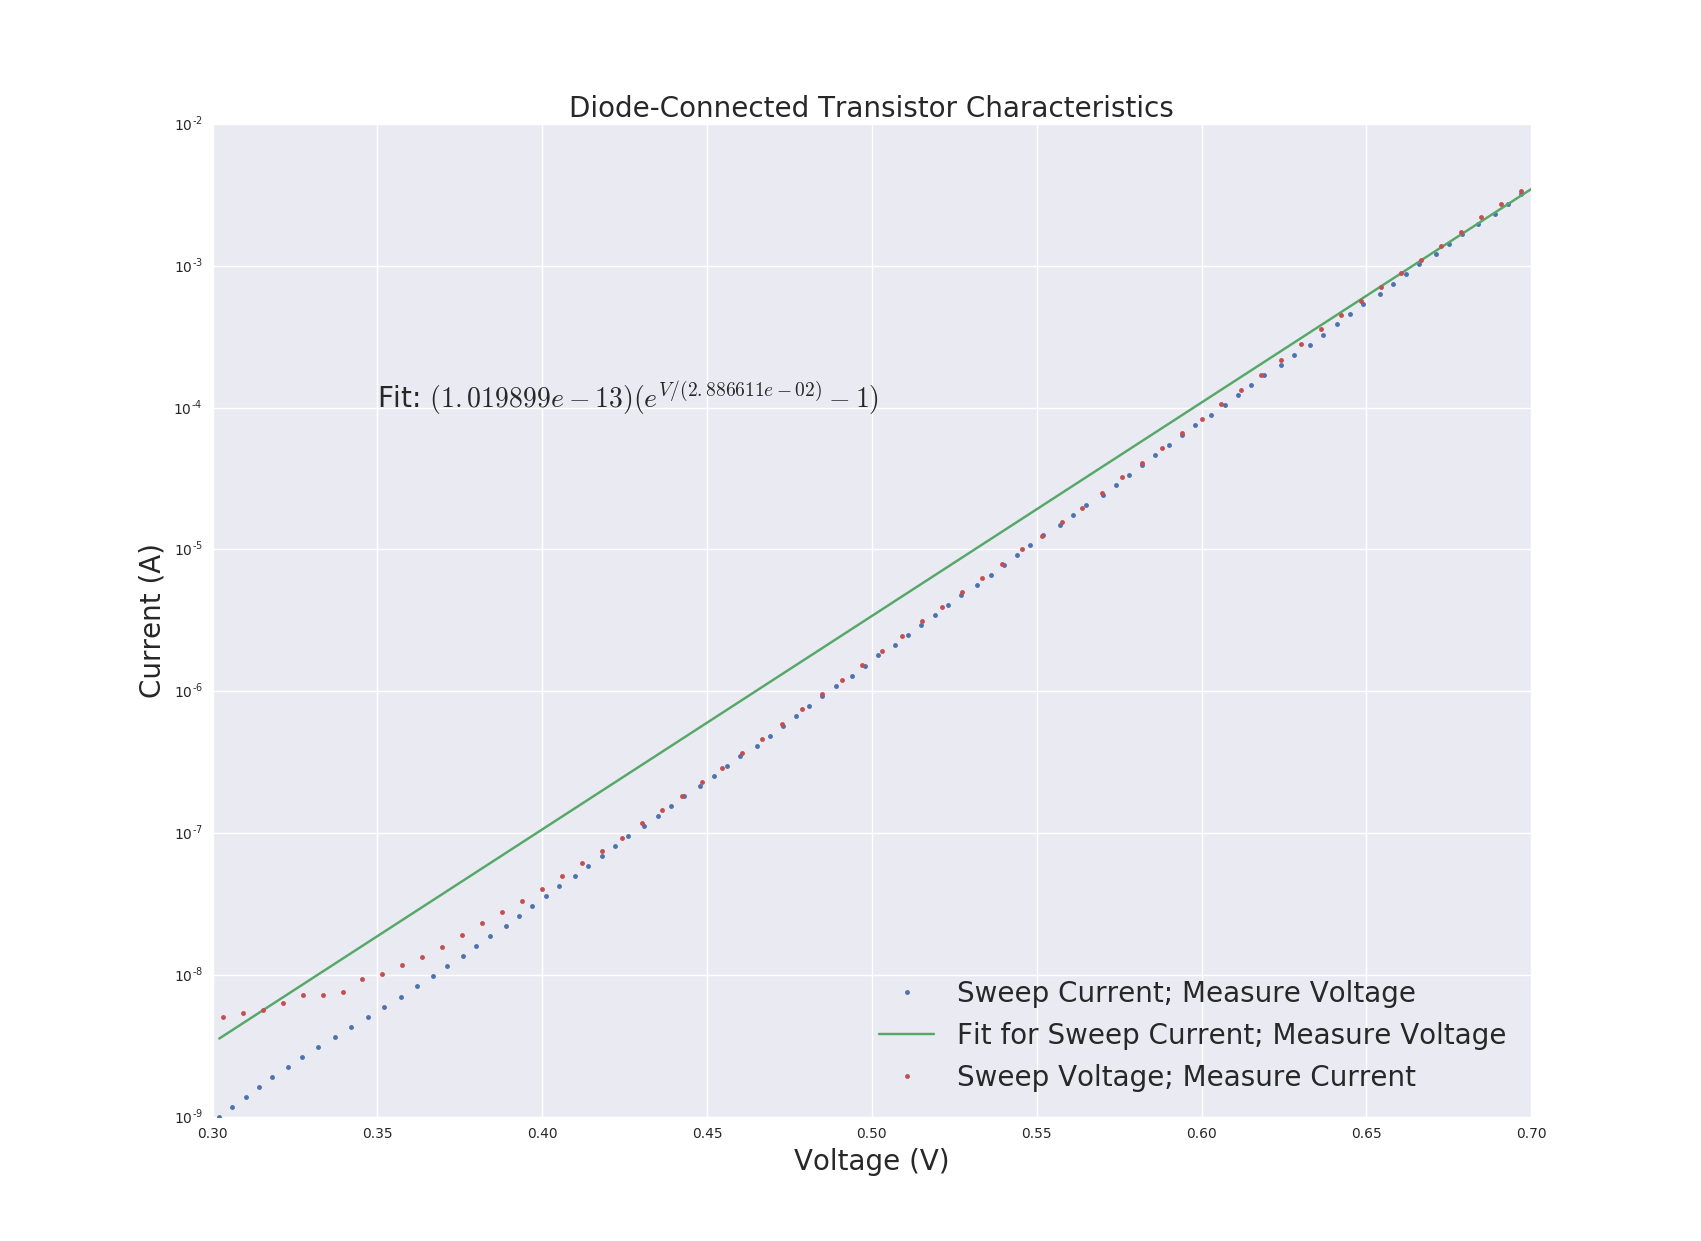 Diode-Connected Transistor Characteristics
10^-2
10^-3
10^-4
10^-5
10^-6
10^-7
10^-8
10^-9
Current (A)
Fit: (1.019899e − 13)(e^{V/(2.886611e−02)} − 1)
Sweep Current; Measure Voltage
Fit for Sweep Current; Measure Voltage
Sweep Voltage; Measure Current
0.30 0.35 0.40 0.45 0.50 0.55 0.60 0.65 0.70
Voltage (V)